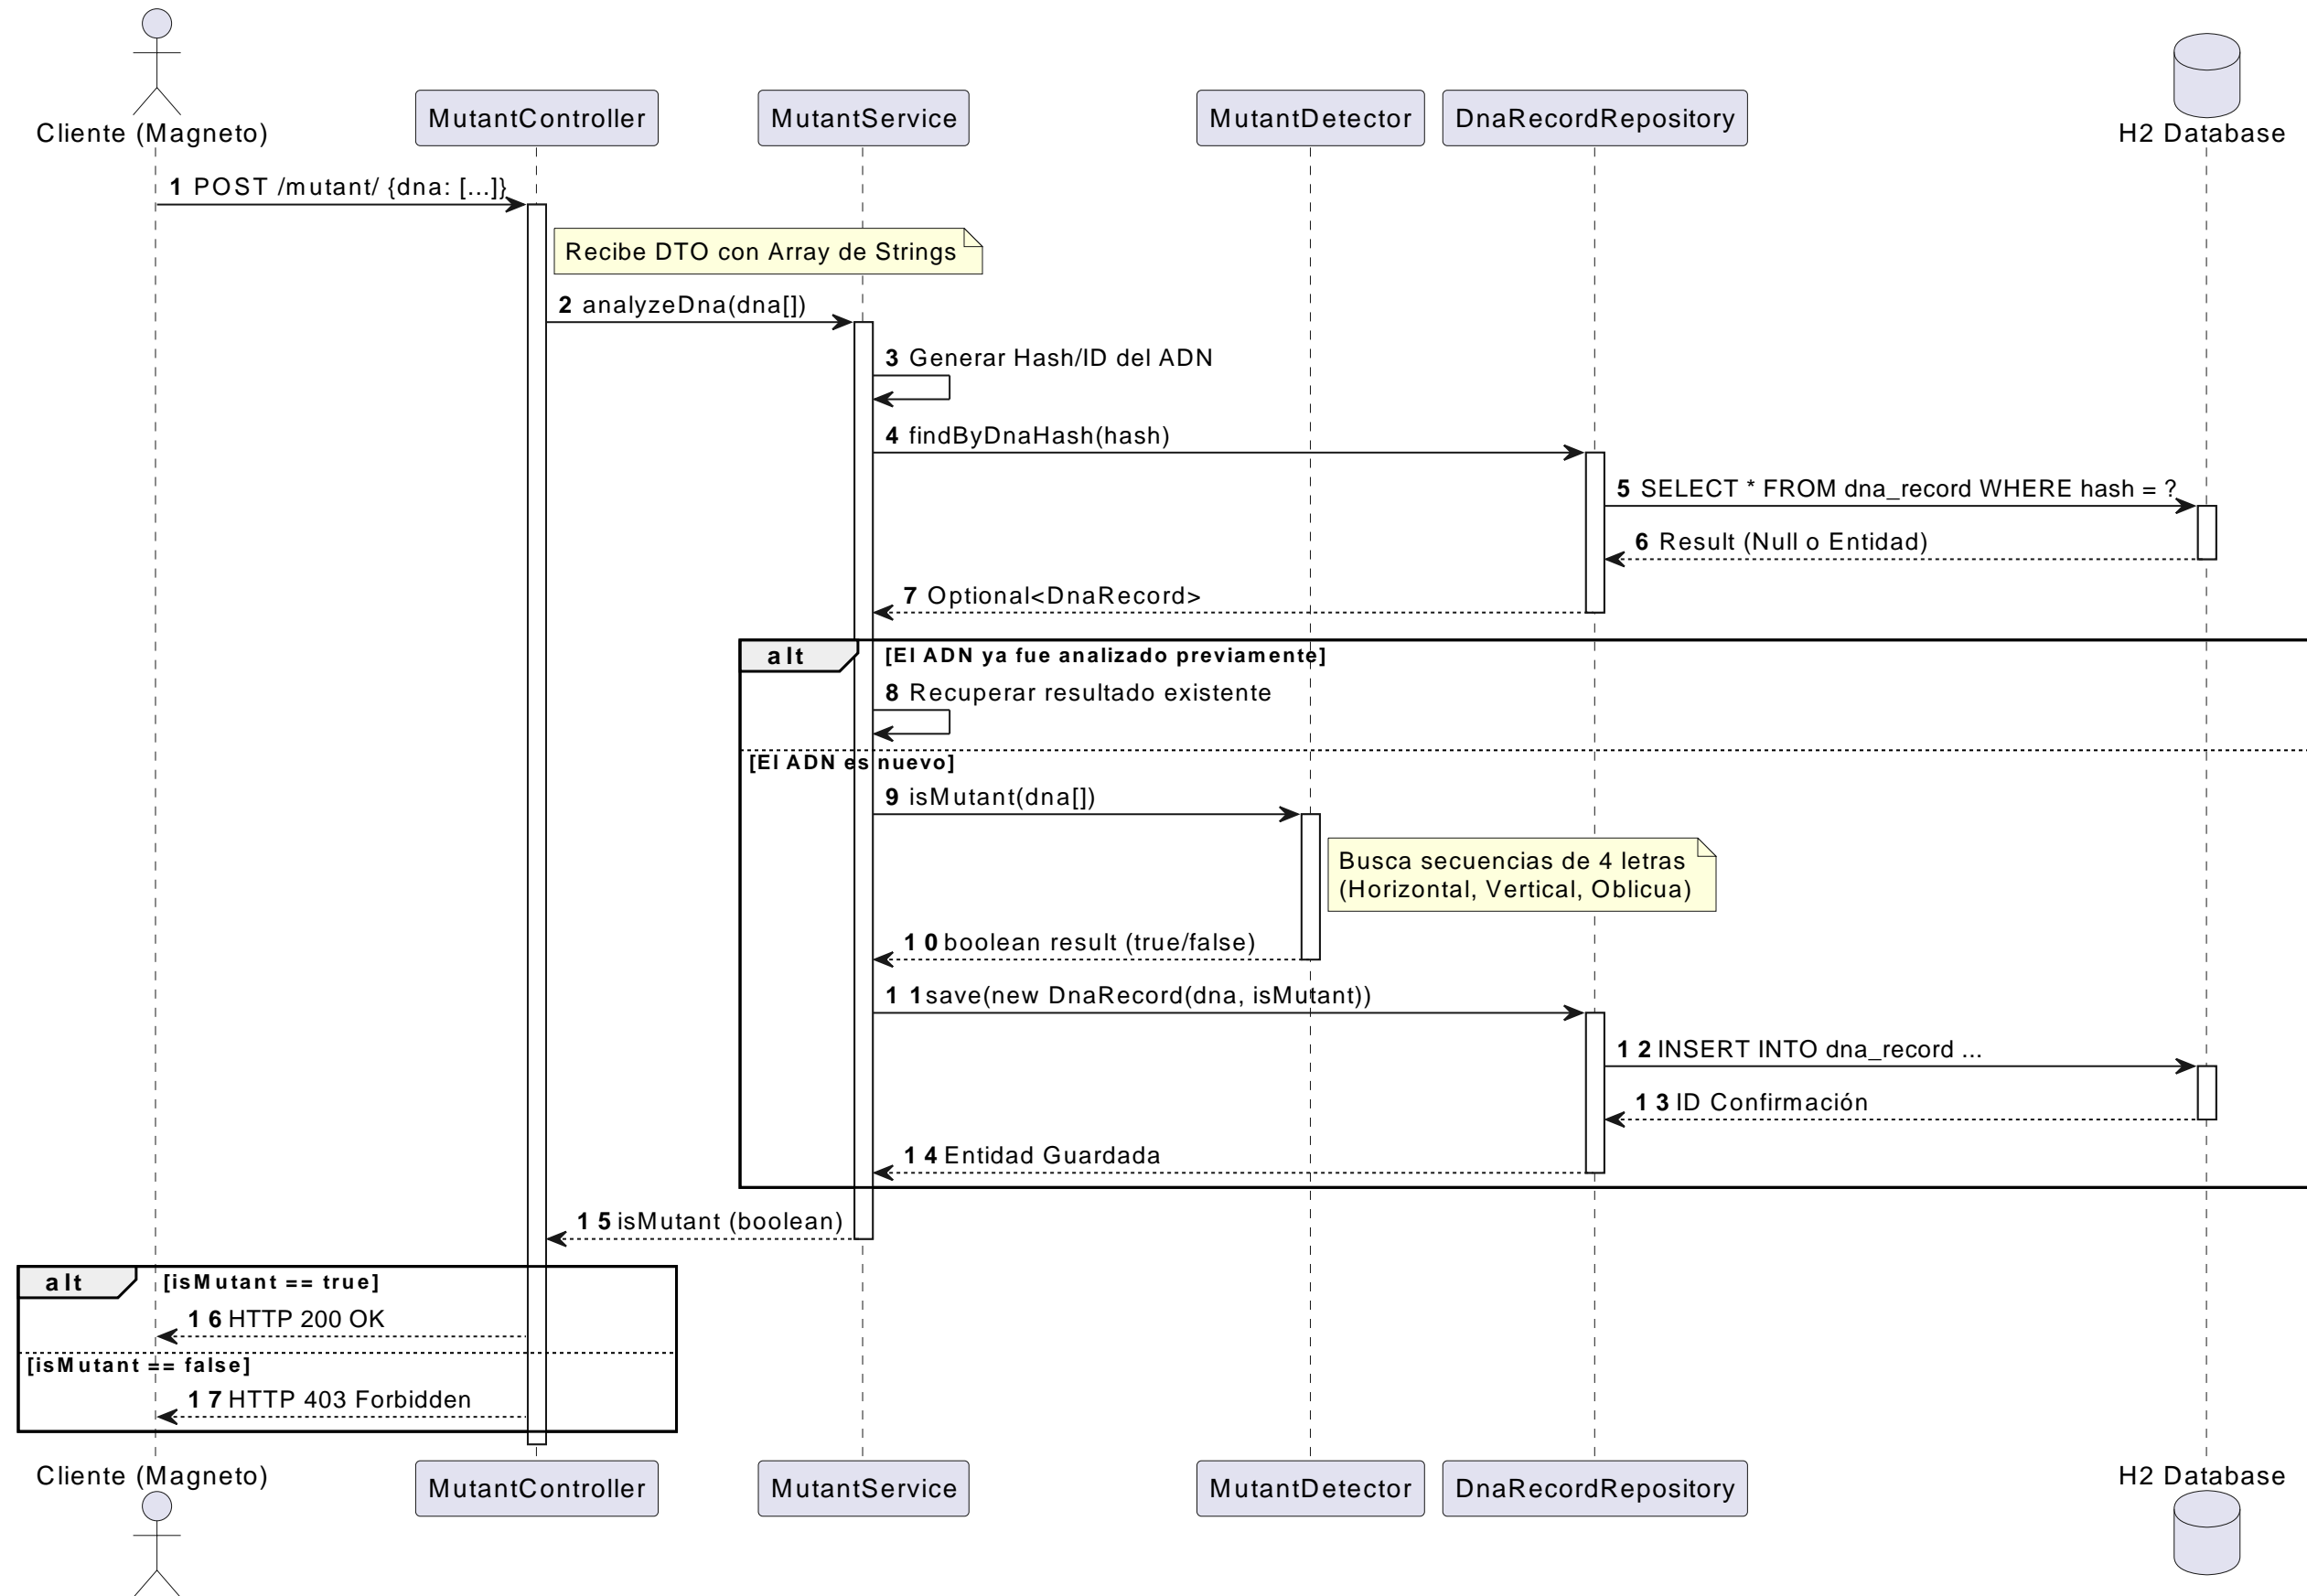 Cliente (Magneto)
MutantController
MutantService
MutantDetector
DnaRecordRepository
H2 Database
1 POST /mutant/ {dna: [...]}
Recibe DTO con Array de Strings
2 analyzeDna(dna[])
3 Generar Hash/ID del ADN
4 findByDnaHash(hash)
5 SELECT * FROM dna_record WHERE hash = ?
6 Result (Null o Entidad)
7 Optional<DnaRecord>
alt [El ADN ya fue analizado previamente]
8 Recuperar resultado existente
[El ADN es nuevo]
9 isMutant(dna[])
Busca secuencias de 4 letras
(Horizontal, Vertical, Oblicua)
10 boolean result (true/false)
11 save(new DnaRecord(dna, isMutant))
12 INSERT INTO dna_record ...
13 ID Confirmación
14 Entidad Guardada
15 isMutant (boolean)
alt [isMutant == true]
16 HTTP 200 OK
[isMutant == false]
17 HTTP 403 Forbidden
Cliente (Magneto)
MutantController
MutantService
MutantDetector
DnaRecordRepository
H2 Database